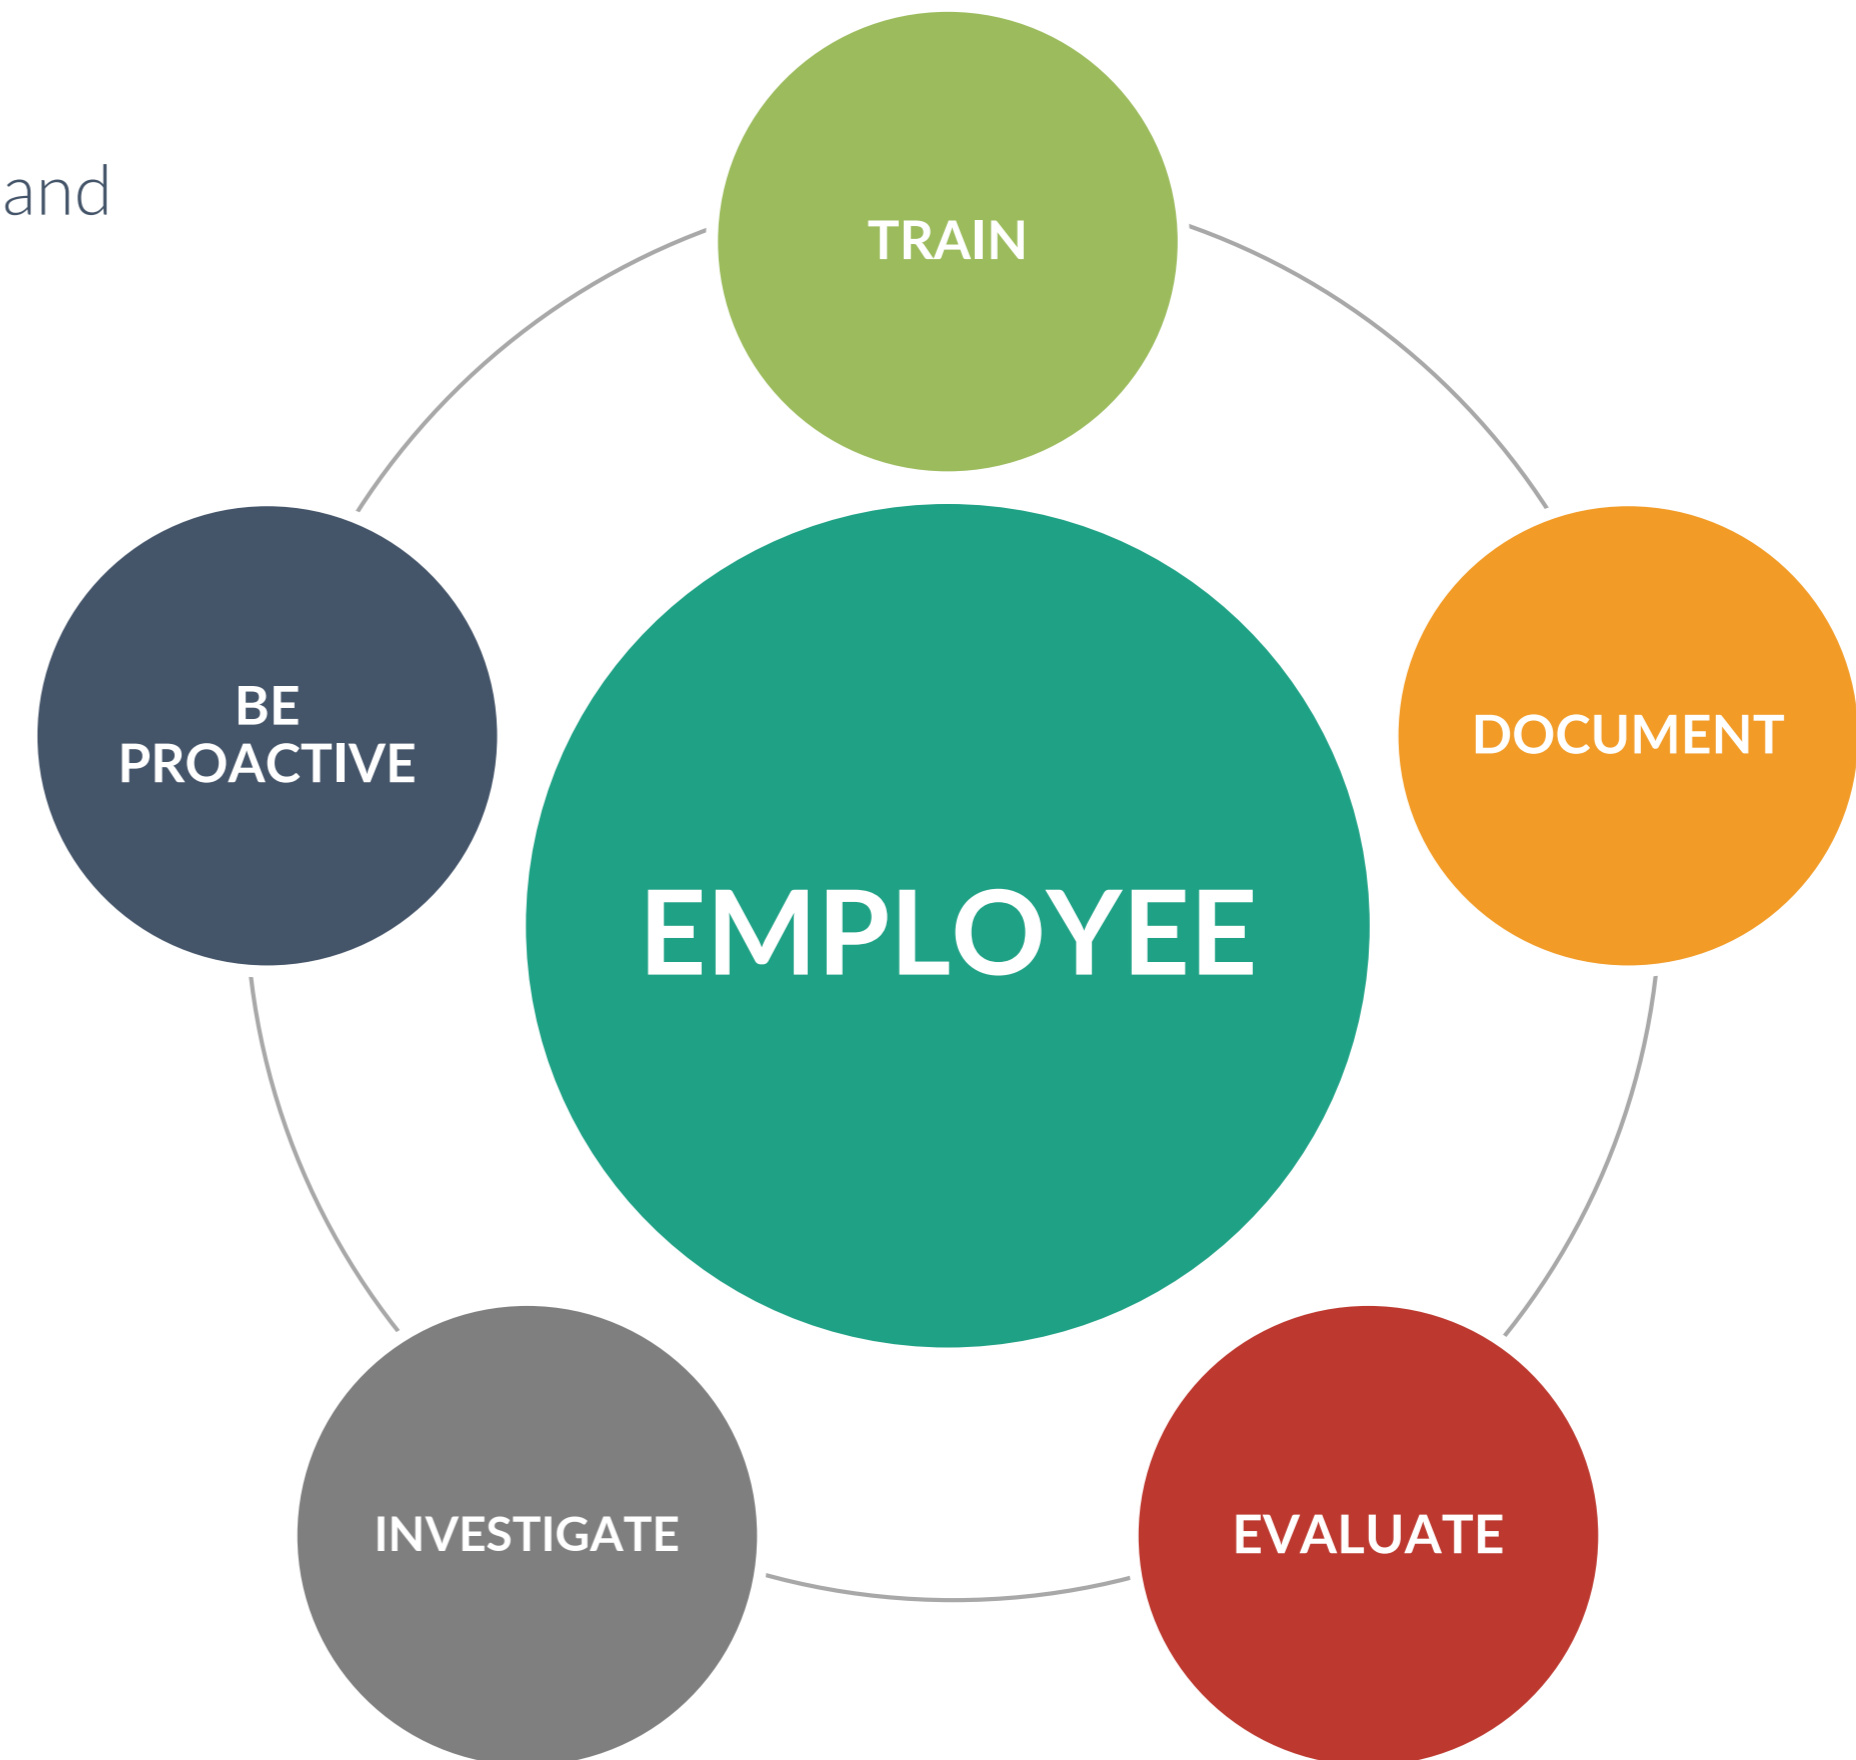 and
TRAIN
BE
PROACTIVE
DOCUMENT
EMPLOYEE
INVESTIGATE
EVALUATE